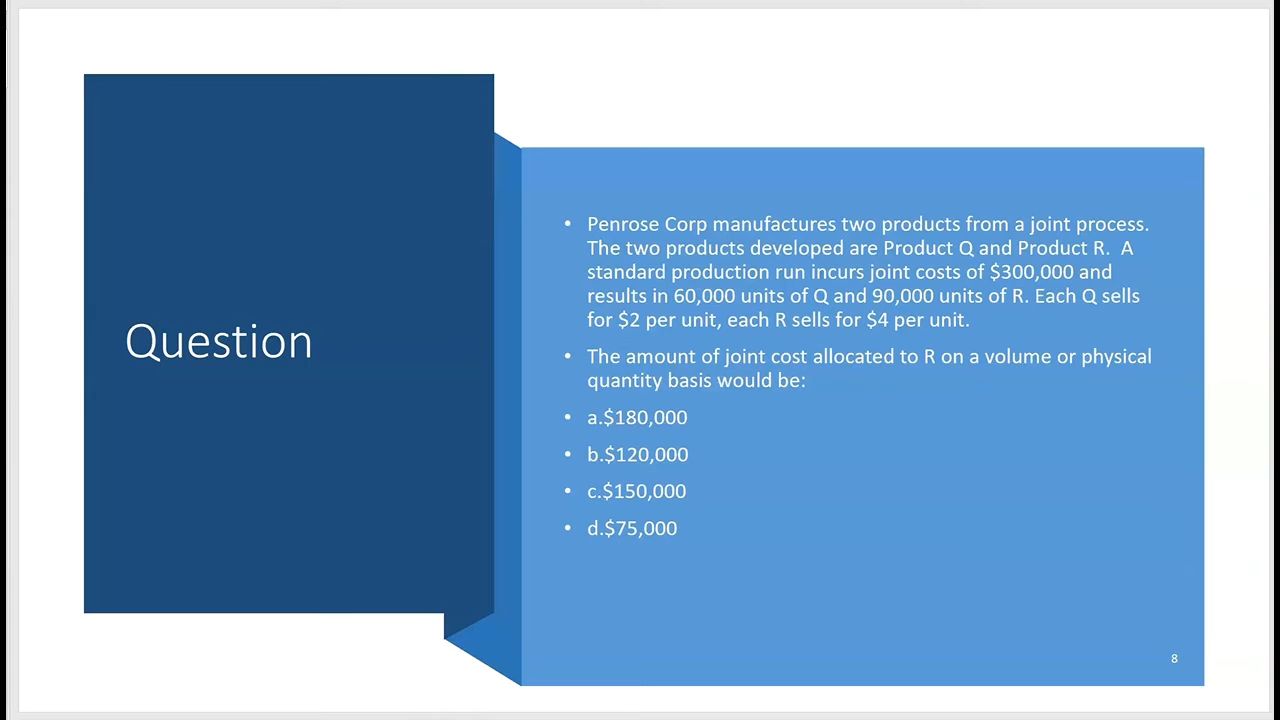 Question
• Penrose Corp manufactures two products from a joint process.
The two products developed are Product Q and Product R.  A
standard production run incurs joint costs of $300,000 and
results in 60,000 units of Q and 90,000 units of R. Each Q sells
for $2 per unit, each R sells for $4 per unit.
• The amount of joint cost allocated to R on a volume or physical
quantity basis would be:
• a.$180,000
• b.$120,000
• c.$150,000
• d.$75,000
8